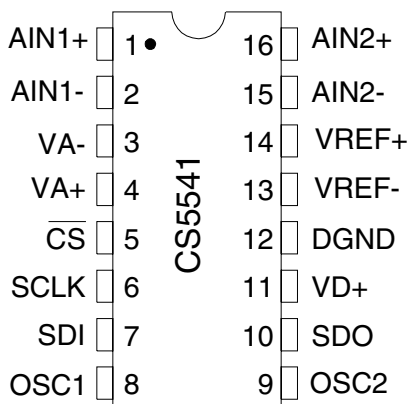 AIN1+ 1 16 AIN2+
AIN1- 2 15 AIN2-
VA- 3 14 VREF+
VA+ 4 13 VREF-
C̅S̅ 5 12 DGND
SCLK 6 11 VD+
SDI 7 10 SDO
OSC1 8 9 OSC2
CS5541